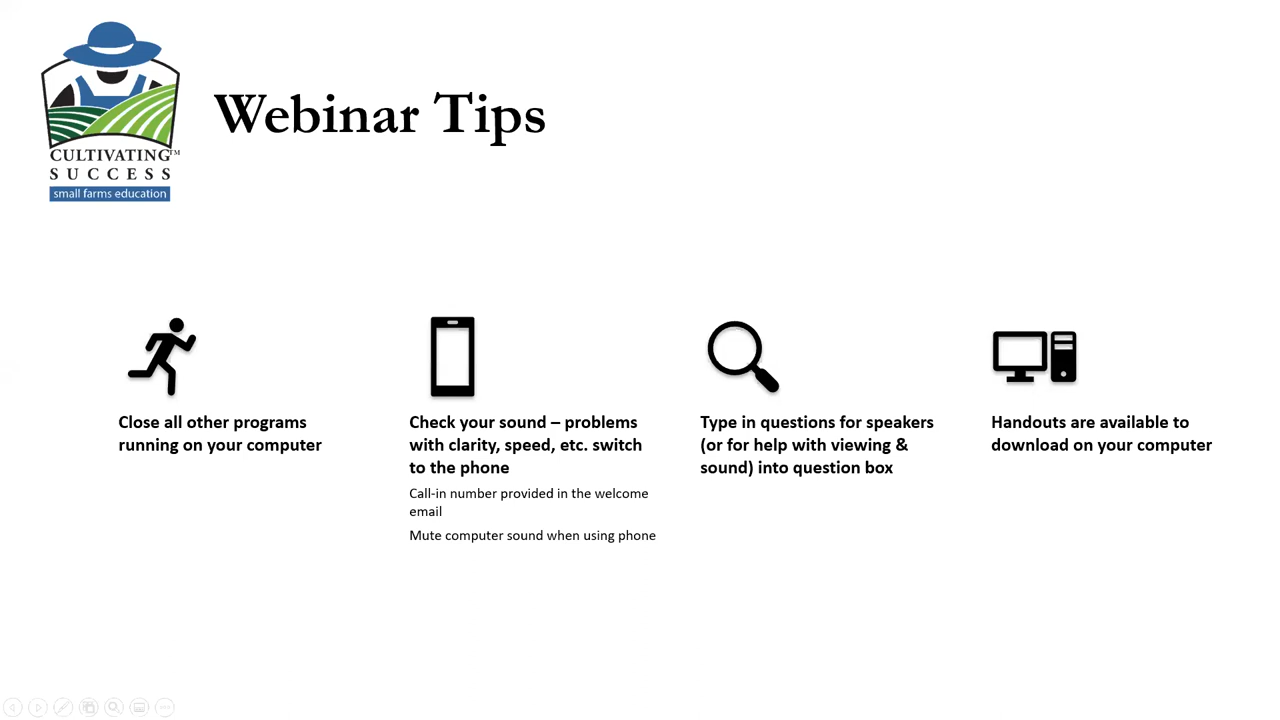 Webinar Tips
CULTIVATING™
SUCCESS
small farms education
Close all other programs
running on your computer
Check your sound – problems
with clarity, speed, etc. switch
to the phone
Call-in number provided in the welcome
email
Mute computer sound when using phone
Type in questions for speakers
(or for help with viewing &
sound) into question box
Handouts are available to
download on your computer